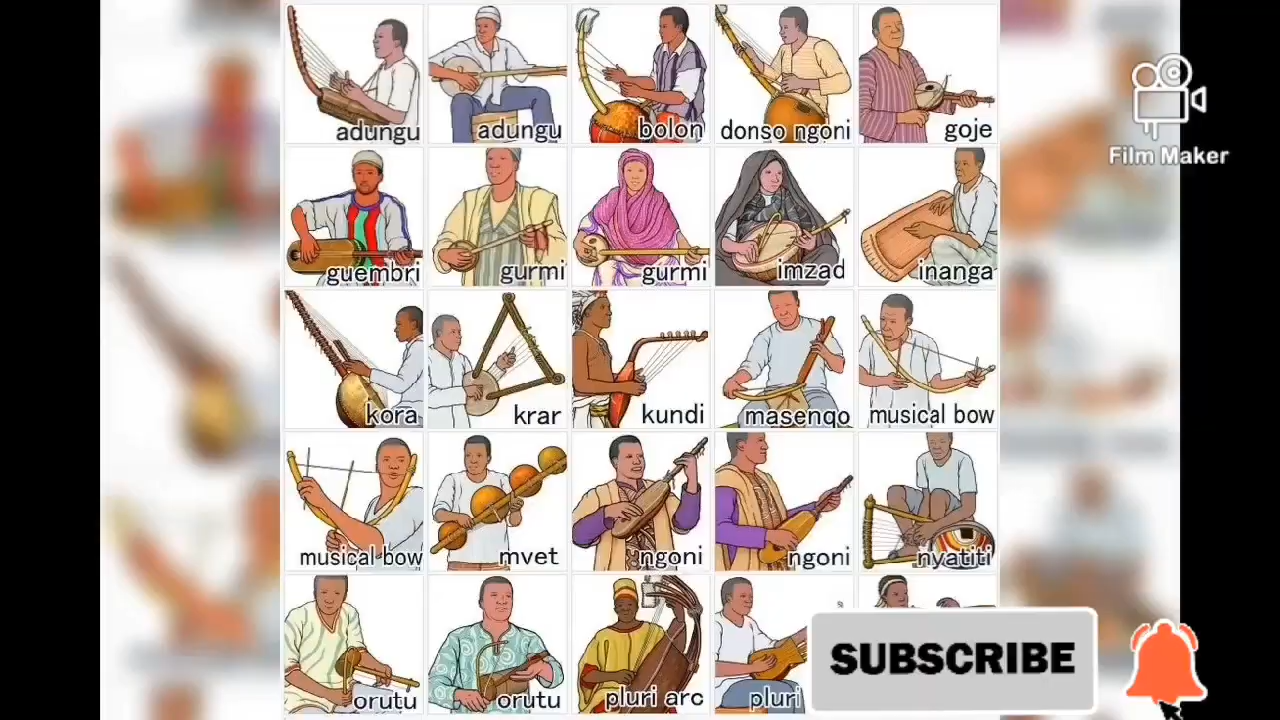 adungu
adungu
bolon
donso ngoni
goje
Film Maker
guembri
gurmi
gurmi
imzad
inanga
kora
krar
kundi
masenqo
musical bow
musical bow
mvet
ngoni
ngoni
nyatiti
orutu
orutu
pluri arc
pluri
SUBSCRIBE